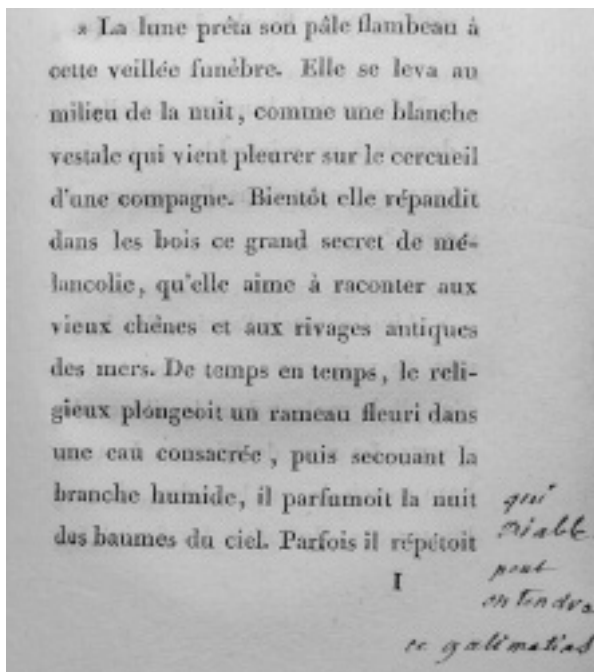 » La lune prêta son pâle flambeau à
cette veillée funèbre. Elle se leva au
milieu de la nuit, comme une blanche
vestale qui vient pleurer sur le cercueil
d'une compagne. Bientôt elle répandit
dans les bois ce grand secret de mé-
lancolie, qu'elle aime à raconter aux
vieux chênes et aux rivages antiques
des mers. De temps en temps, le reli-
gieux plongeoit un rameau fleuri dans
une eau consacrée, puis secouant la
branche humide, il parfumoit la nuit
des baumes du ciel. Parfois il répétoit
I
qui
diable
peut
entendre
ce galimatias